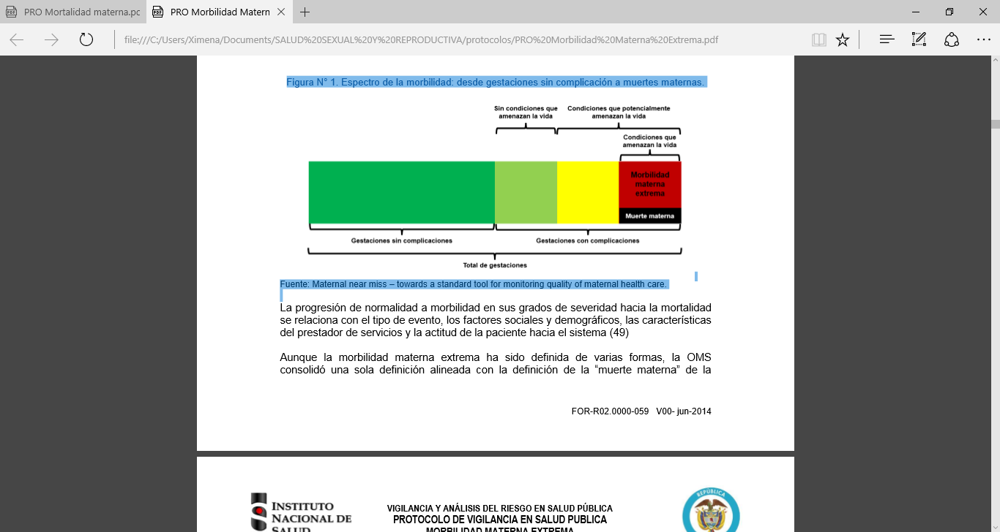 PRO Mortalidad materna.pc
PRO Morbilidad Matern
file:///C:/Users/Ximena/Documents/SALUD%20SEXUAL%20Y%20REPRODUCTIVA/protocolos/PRO%20Morbilidad%20Materna%20Extrema.pdf
Figura N° 1. Espectro de la morbilidad: desde gestaciones sin complicación a muertes maternas.
Sin condiciones que
amenazan la vida
Condiciones que potencialmente
amenazan la vida
Condiciones que
amenazan la vida
Morbilidad
materna
extrema
Muerte materna
Gestaciones sin complicaciones
Gestaciones con complicaciones
Total de gestaciones
Fuente: Maternal near miss – towards a standard tool for monitoring quality of maternal health care.
La progresión de normalidad a morbilidad en sus grados de severidad hacia la mortalidad
se relaciona con el tipo de evento, los factores sociales y demográficos, las características
del prestador de servicios y la actitud de la paciente hacia el sistema (49)
Aunque la morbilidad materna extrema ha sido definida de varias formas, la OMS
consolidó una sola definición alineada con la definición de la “muerte materna” de la
FOR-R02.0000-059 V00- jun-2014
INSTITUTO
NACIONAL DE
SALUD
VIGILANCIA Y ANÁLISIS DEL RIESGO EN SALUD PÚBLICA
PROTOCOLO DE VIGILANCIA EN SALUD PUBLICA
MORBILIDAD MATERNA EXTREMA
REPÚBLICA